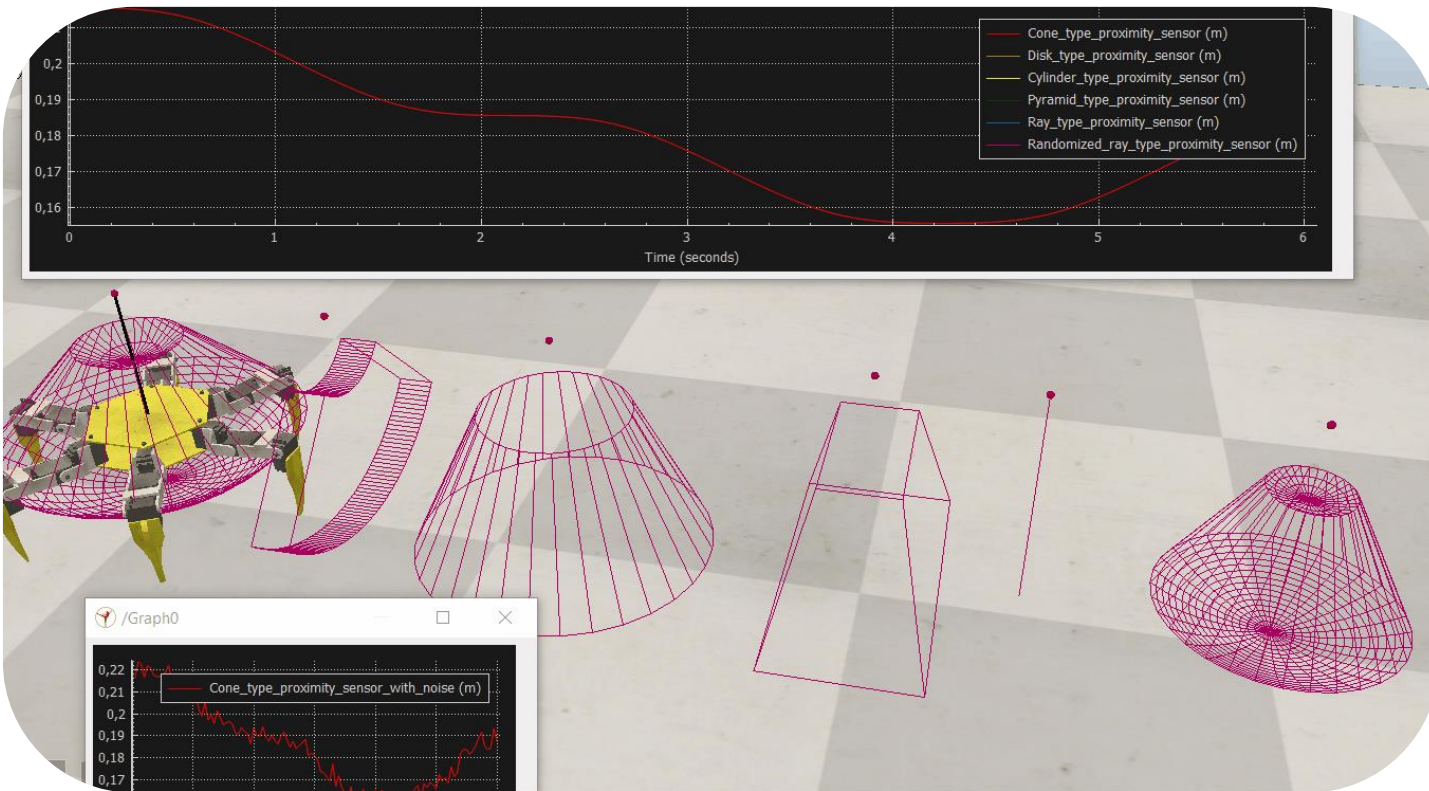 Cone_type_proximity_sensor (m)
Disk_type_proximity_sensor (m)
Cylinder_type_proximity_sensor (m)
Pyramid_type_proximity_sensor (m)
Ray_type_proximity_sensor (m)
Randomized_ray_type_proximity_sensor (m)
0,2
0,19
0,18
0,17
0,16
0 1 2 3 4 5 6
Time (seconds)
/Graph0
Cone_type_proximity_sensor_with_noise (m)
0,22
0,21
0,2
0,19
0,18
0,17